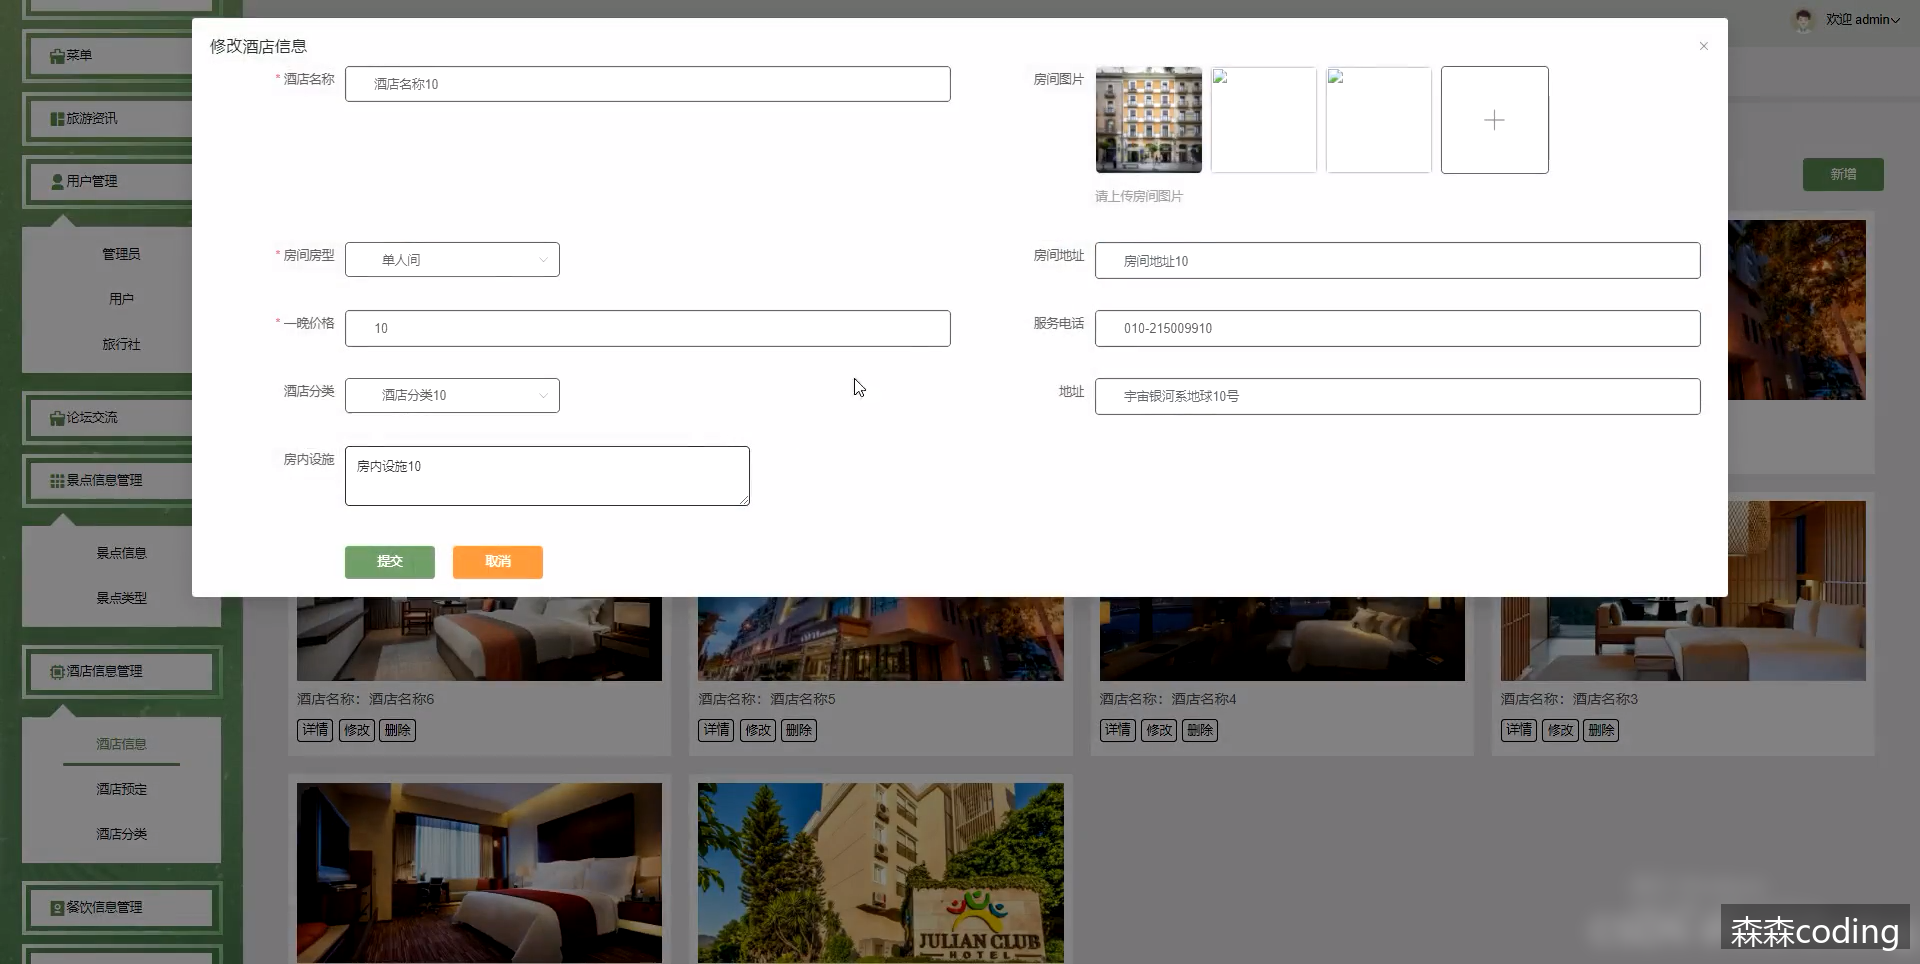 欢迎 admin
菜单
旅游资讯
用户管理
管理员
用户
旅行社
论坛交流
景点信息管理
景点信息
景点类型
酒店信息管理
酒店信息
酒店预定
酒店分类
餐饮信息管理
修改酒店信息
* 酒店名称 酒店名称10
房间图片
请上传房间图片
* 房间房型 单人间
房间地址 房间地址10
* 一晚价格 10
服务电话 010-215009910
酒店分类 酒店分类10
地址 宇宙银河系地球10号
房内设施 房内设施10
提交 取消
新增
酒店名称：酒店名称6
详情 修改 删除
酒店名称：酒店名称5
详情 修改 删除
酒店名称：酒店名称4
详情 修改 删除
酒店名称：酒店名称3
详情 修改 删除
JULIAN CLUB
HOTEL
森森coding